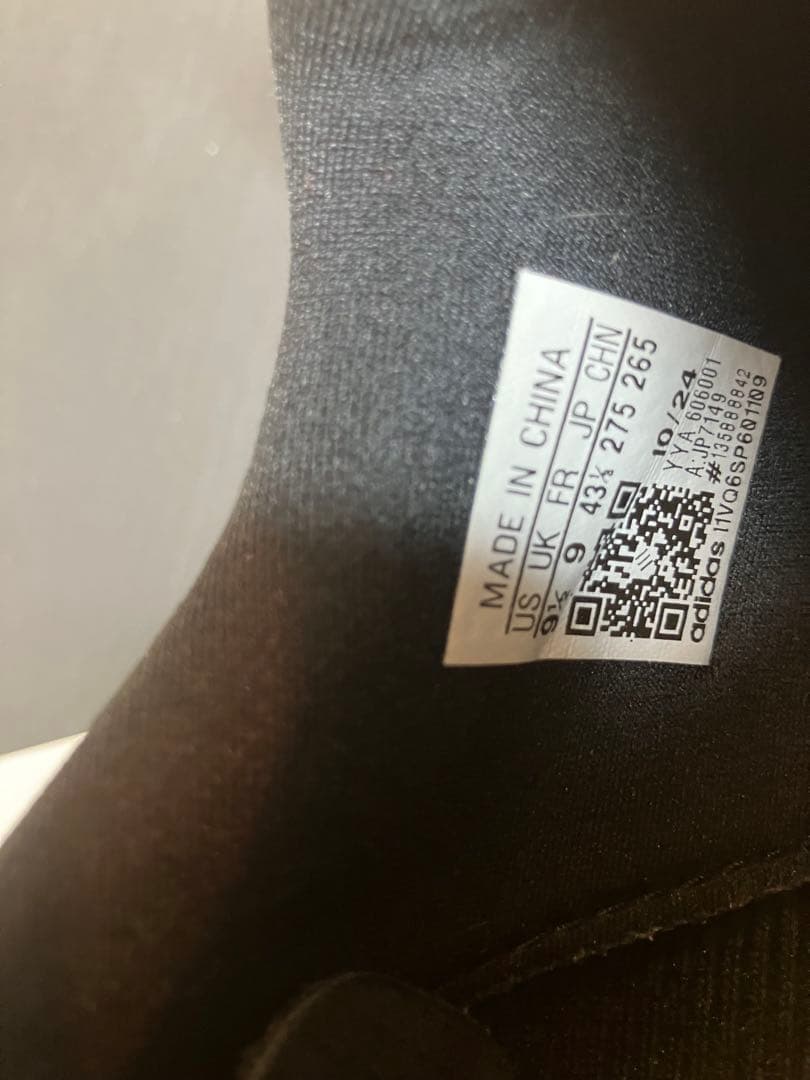 MADE IN CHINA
US UK FR JP CHN
9½ 9 43⅓ 275 265
10/24
YYA 606001
A:JP7149
#135888842
adidas 11VQ6SP601109